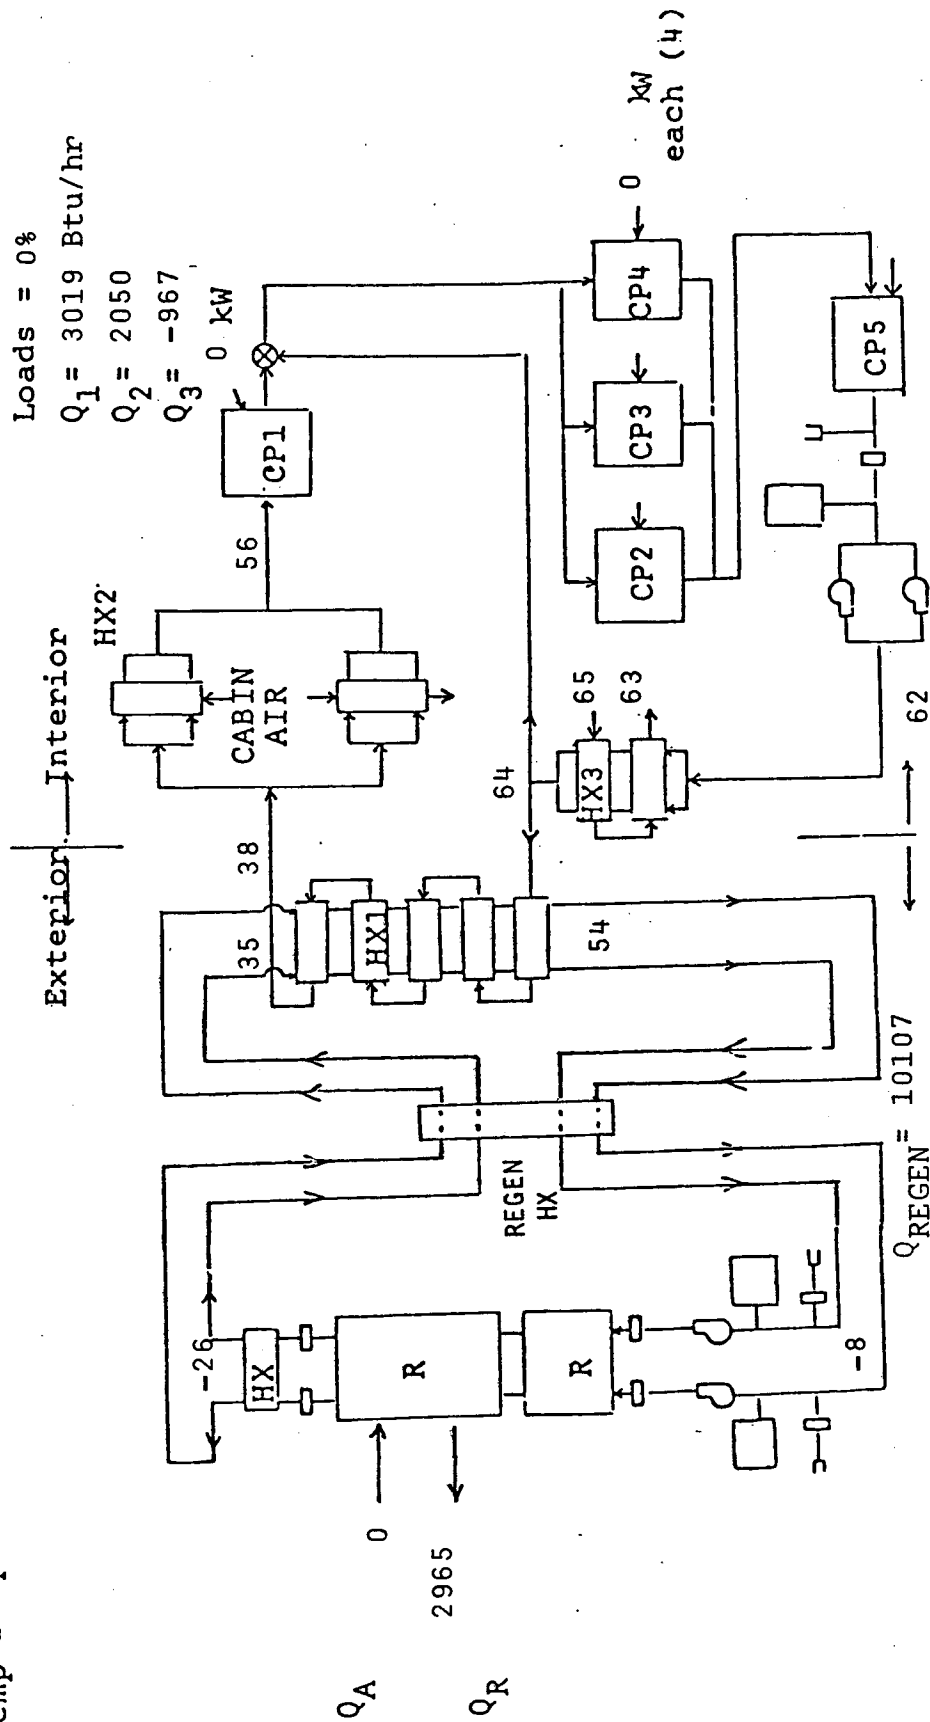 Loads = 0%
Q1 = 3019 Btu/hr
Q2 = 2050
Q3 = -967
0 kW
Exterior
Interior
HX2
CABIN
AIR
56
CP1
38
35
HX1
54
64
HX3
65
63
62
CP2
CP3
CP4
0 kW
each (4)
CP5
REGEN
HX
QREGEN = 10107
-26
HX
R
R
-8
QA
0
QR
2965